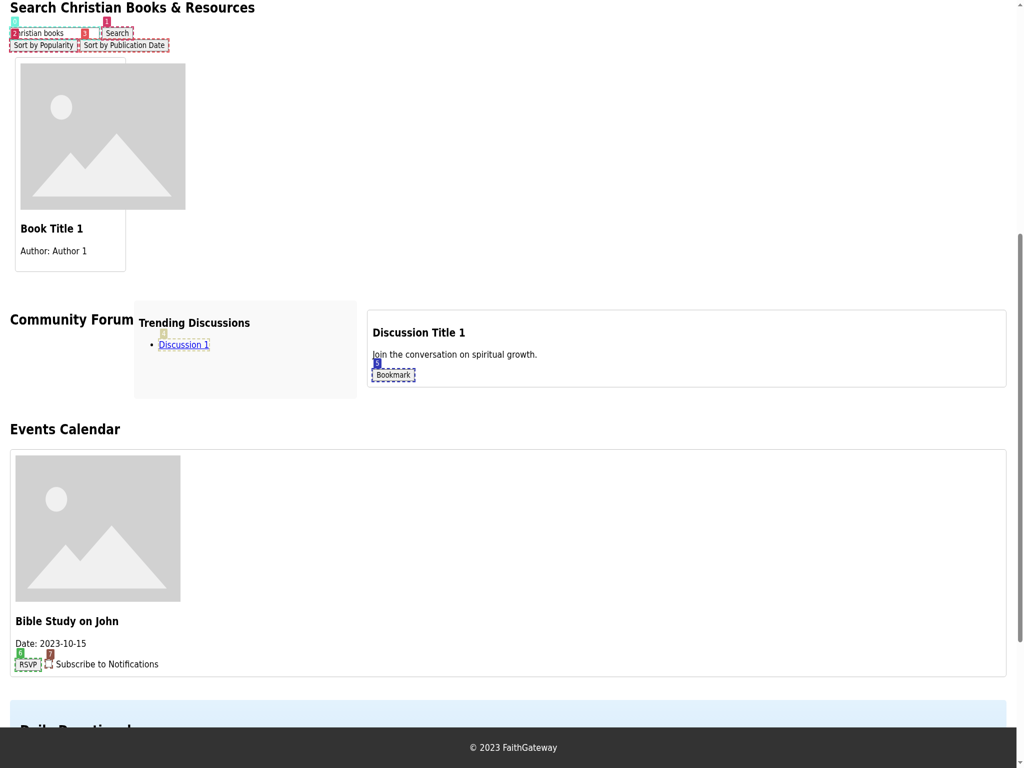 Search Christian Books & Resources
0
1
2
ristian books
3
Search
Sort by Popularity
Sort by Publication Date
Book Title 1
Author: Author 1
Community Forum
Trending Discussions
4
Discussion 1
Discussion Title 1
Join the conversation on spiritual growth.
5
Bookmark
Events Calendar
Bible Study on John
Date: 2023-10-15
6
7
RSVP
Subscribe to Notifications
© 2023 FaithGateway